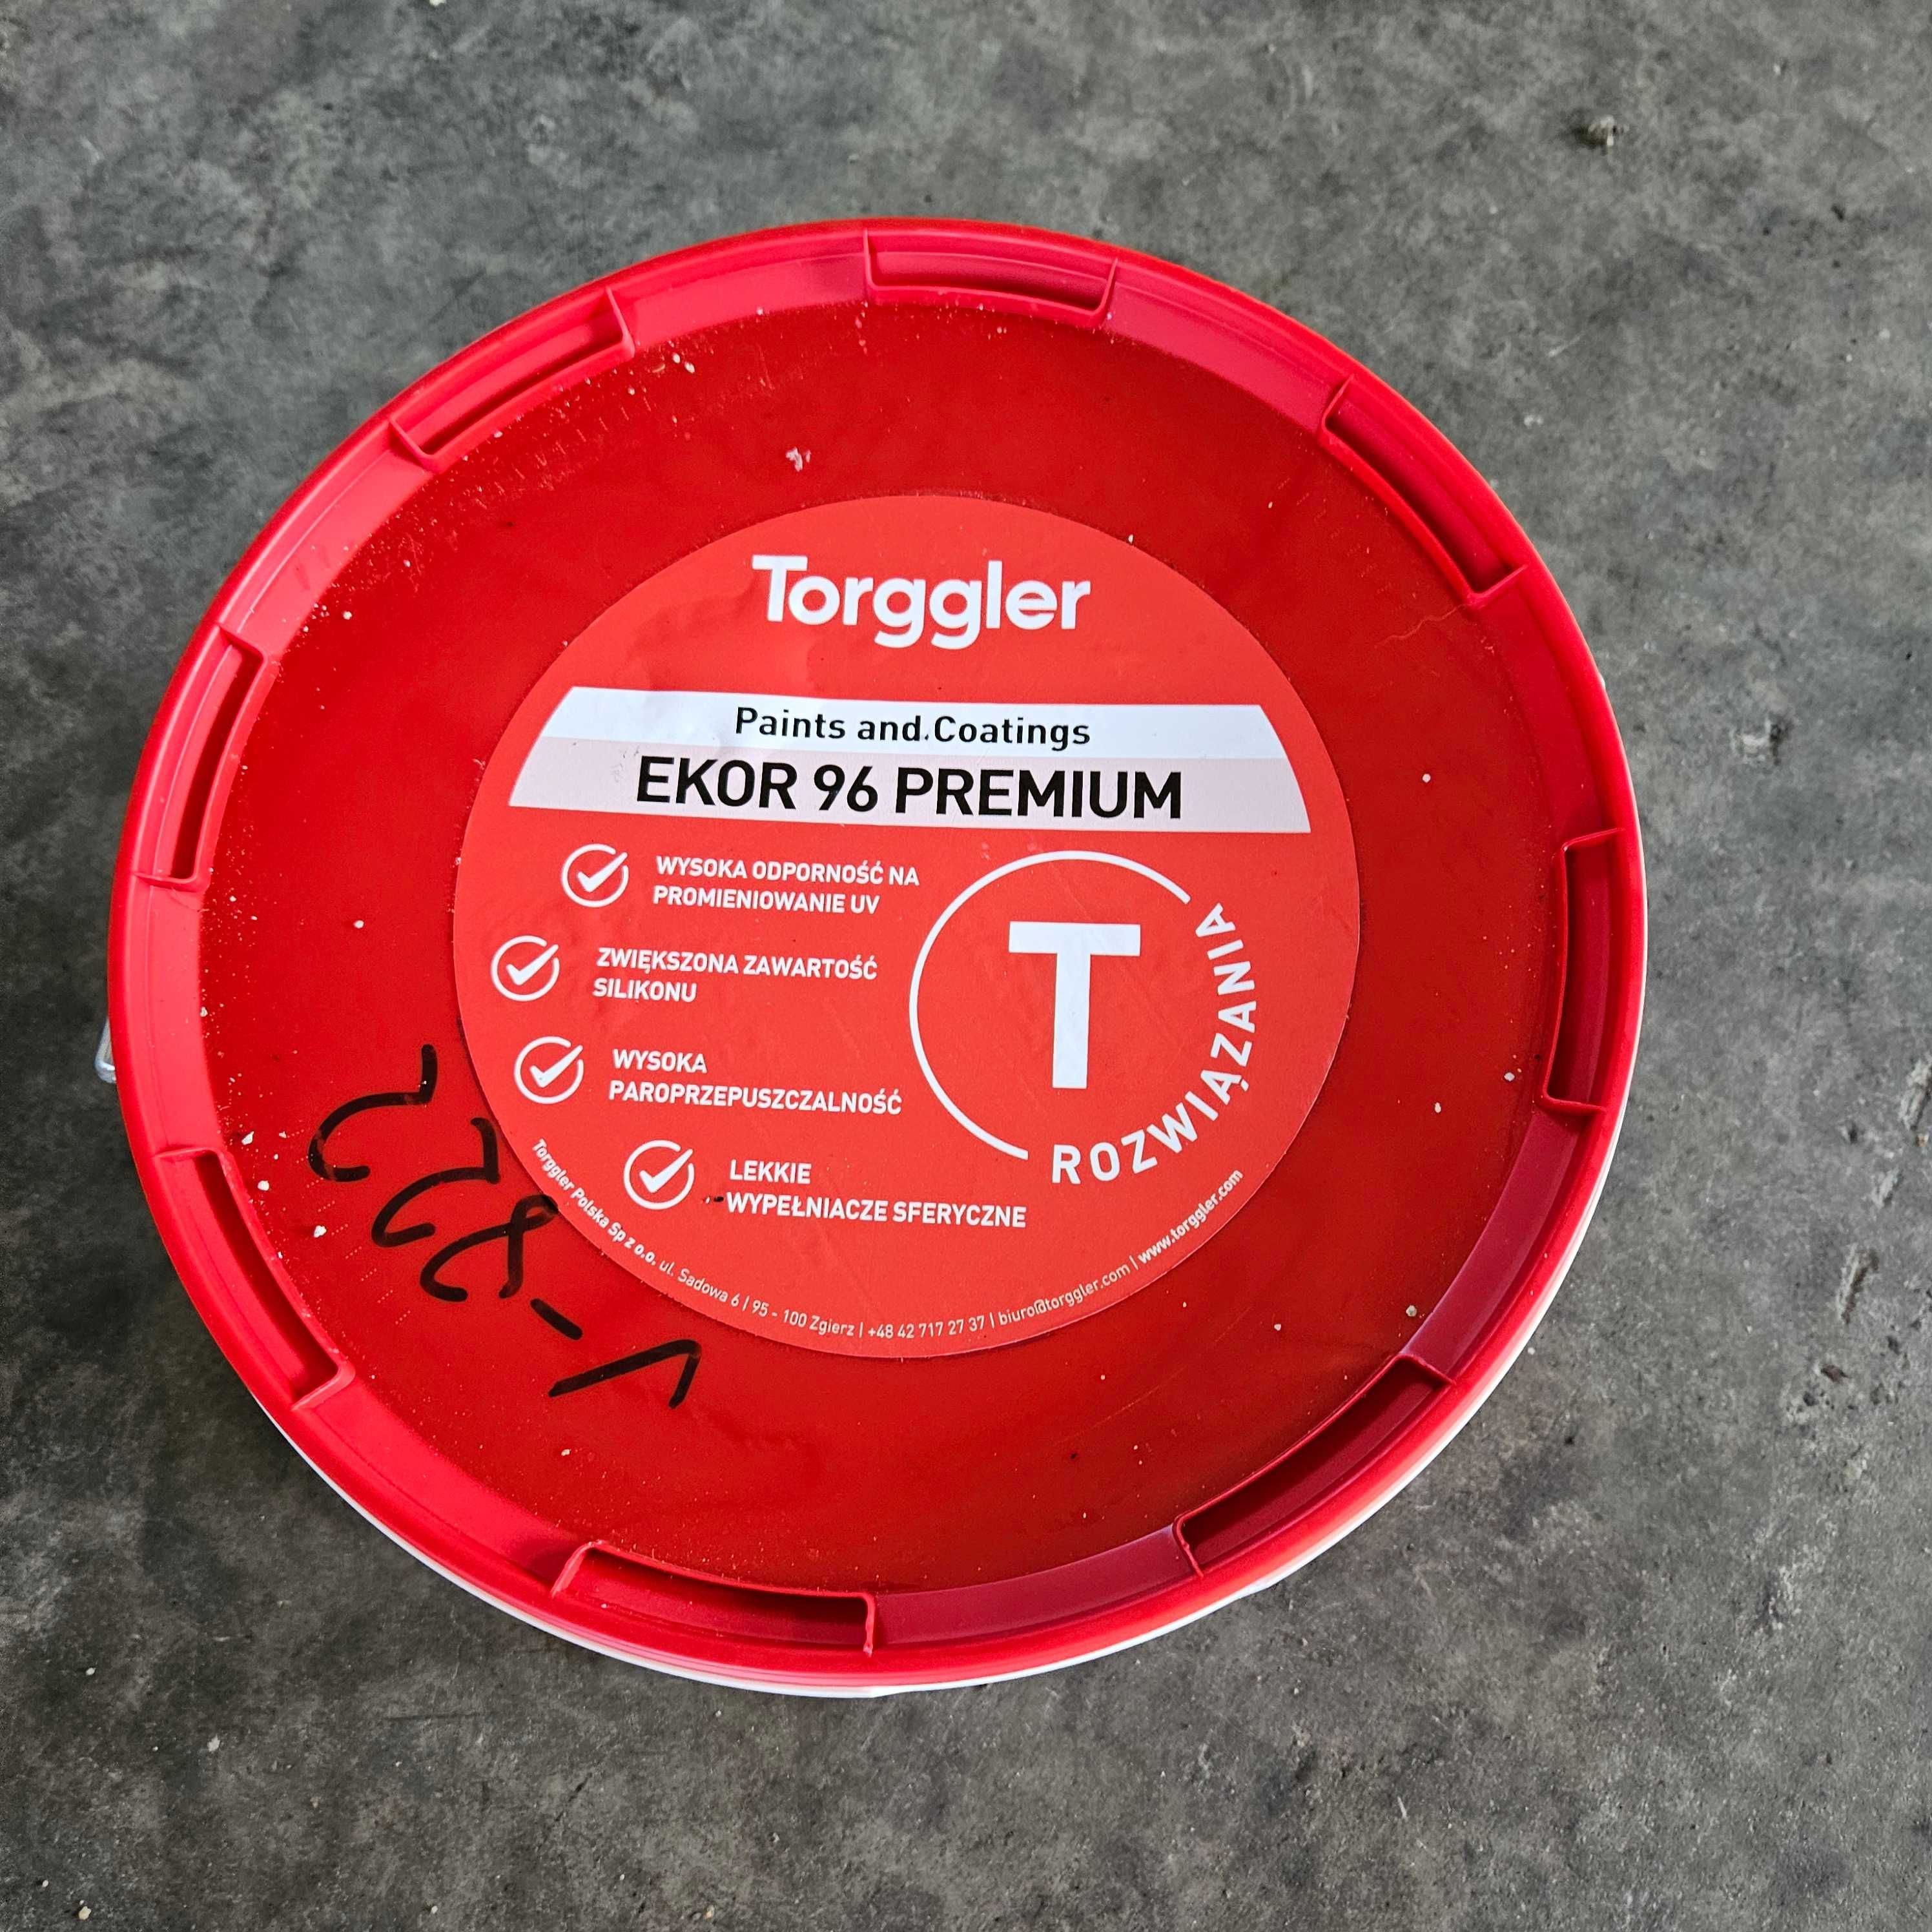 Torggler
Paints and Coatings
EKOR 96 PREMIUM
WYSOKA ODPORNOŚĆ NA
PROMIENIOWANIE UV
ZWIĘKSZONA ZAWARTOŚĆ
SILIKONU
WYSOKA
PAROPRZEPUSZCZALNOŚĆ
LEKKIE
WYPEŁNIACZE SFERYCZNE
T
ROZWIĄZANIA
Torggler Polska Sp z o.o. ul. Sadowa 6 | 95 - 100 Zgierz | +48 42 717 27 37 | biuro@torggler.com | www.torggler.com